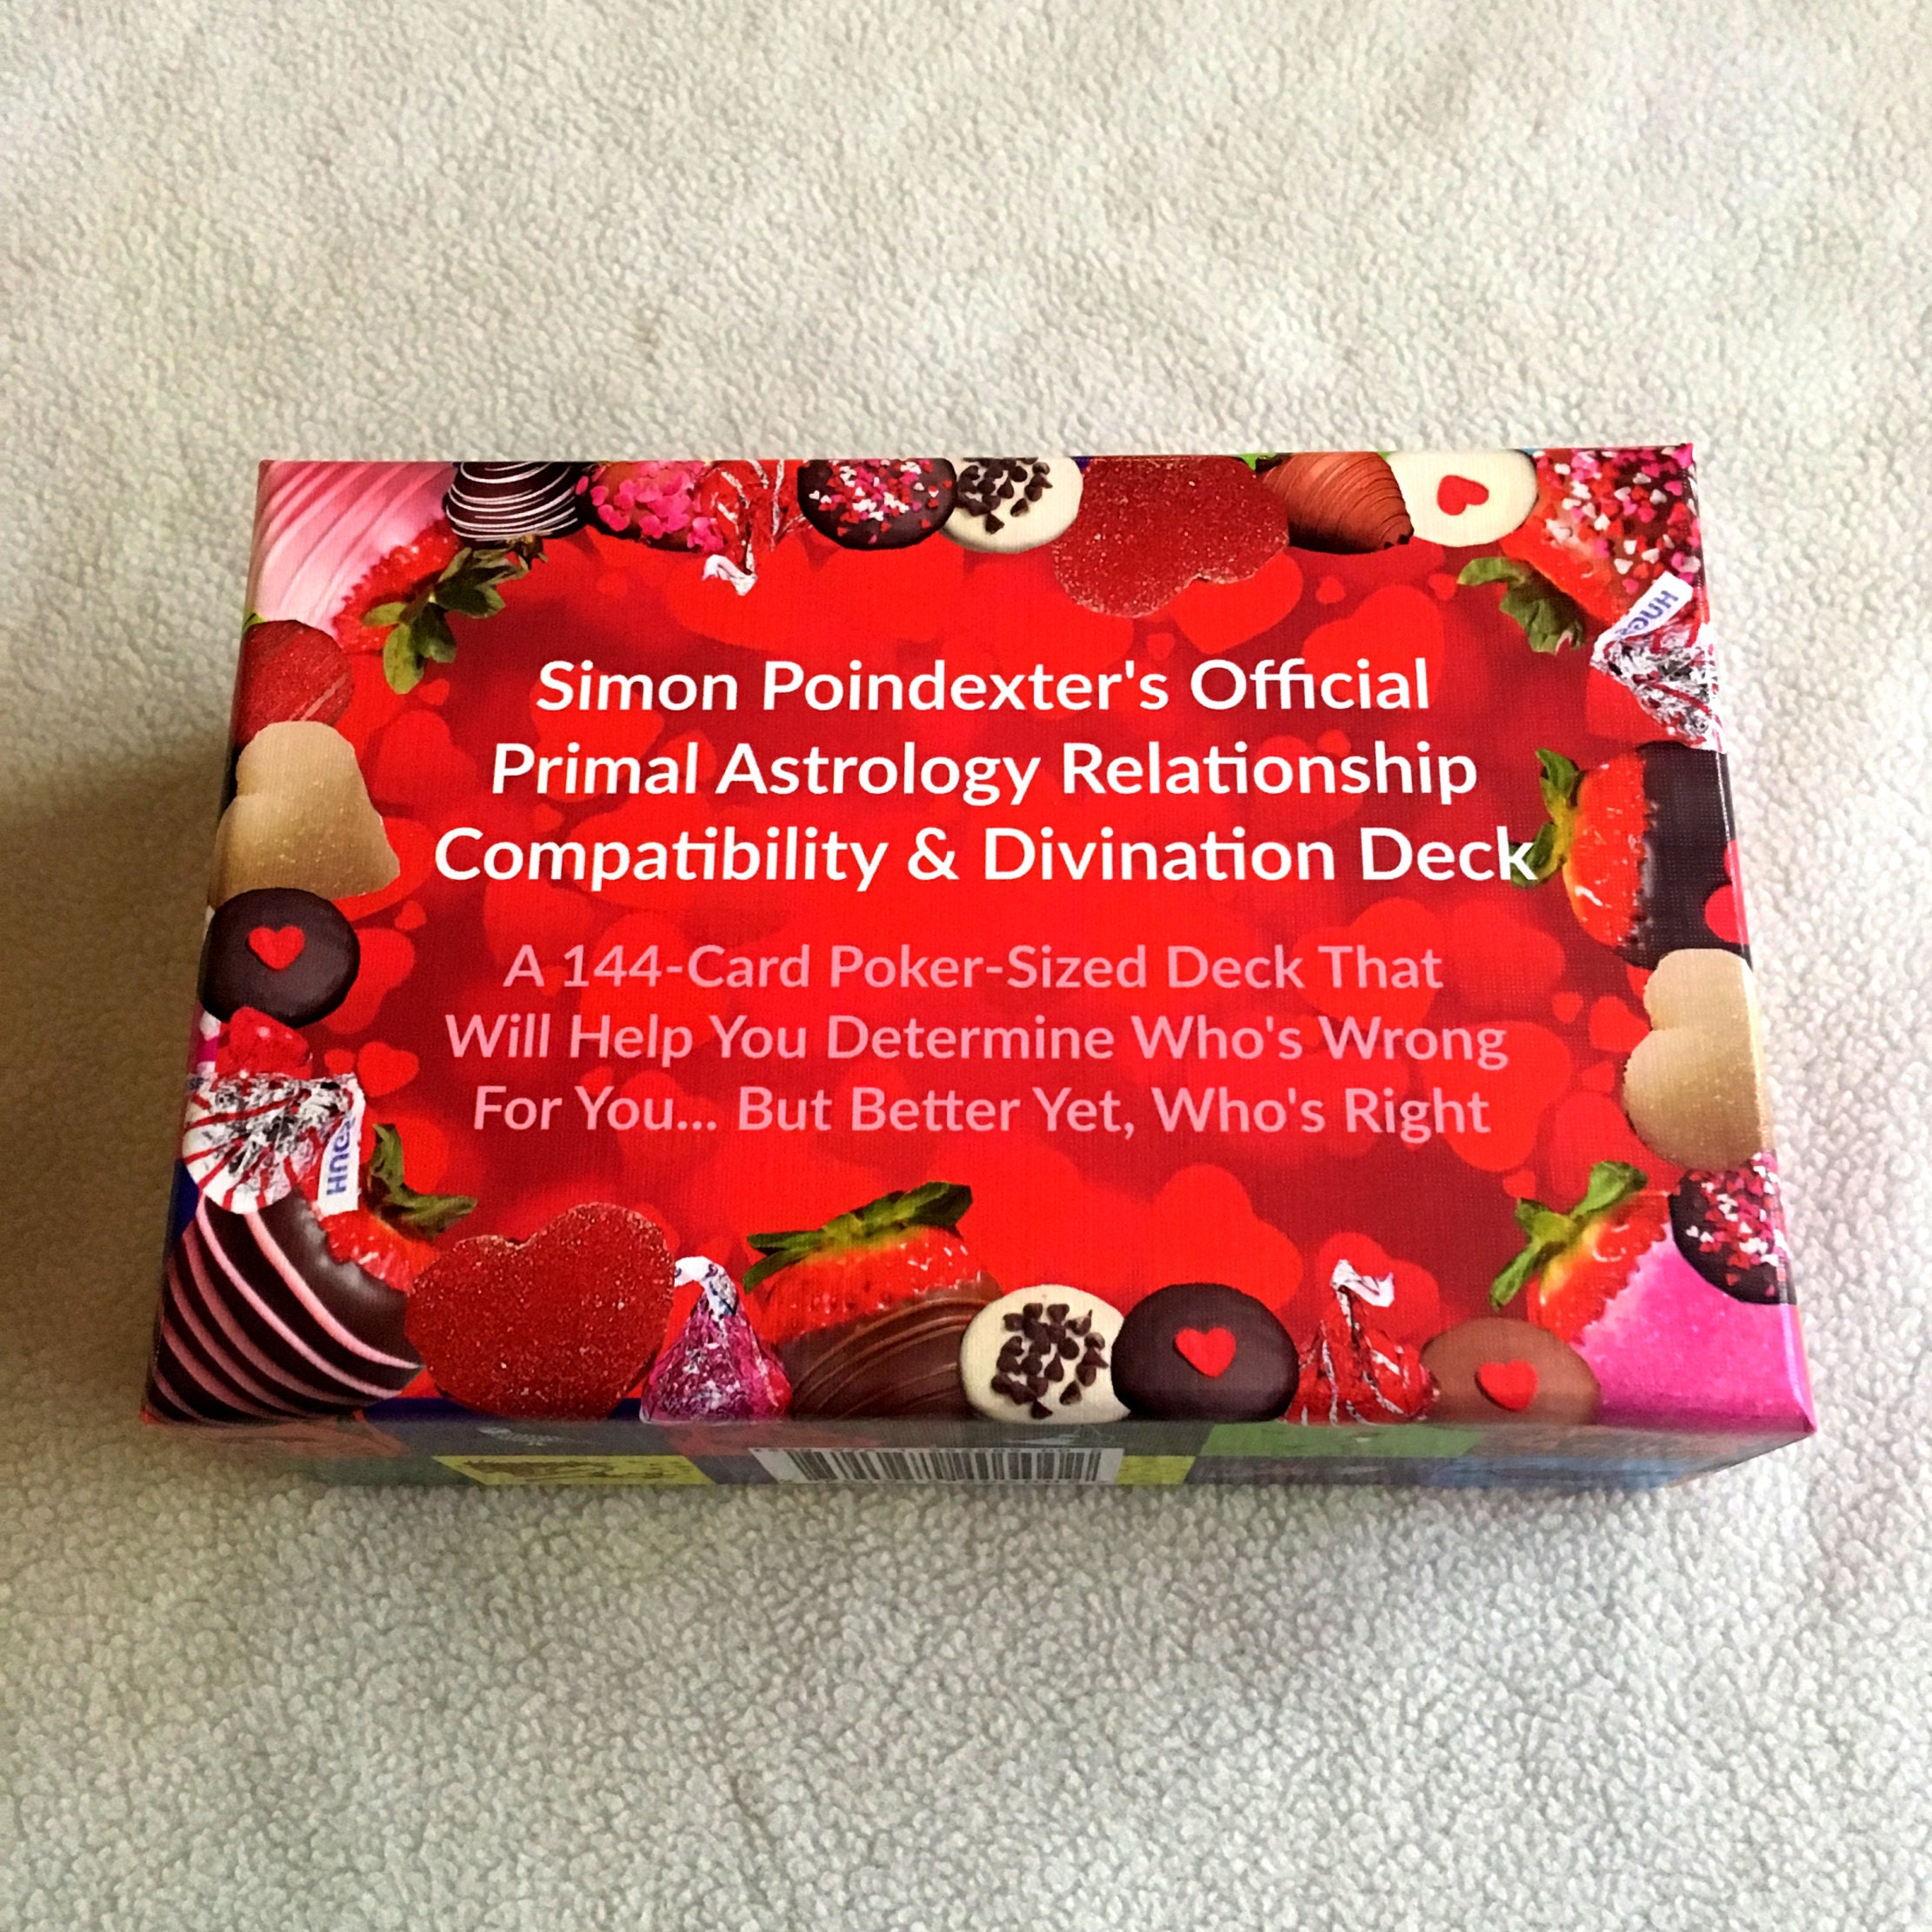 Simon Poindexter's Official
Primal Astrology Relationship
Compatibility & Divination Deck
A 144-Card Poker-Sized Deck That
Will Help You Determine Who's Wrong
For You... But Better Yet, Who's Right